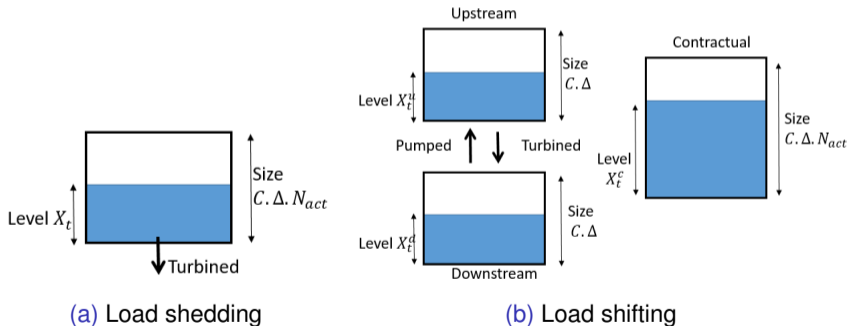 Level X_t
Size
C.Δ.N_act
Turbined
(a) Load shedding
Upstream
Level X_t^u
Size
C.Δ
Pumped
Turbined
Level X_t^d
Size
C.Δ
Downstream
Contractual
Level
X_t^c
Size
C.Δ.N_act
(b) Load shifting